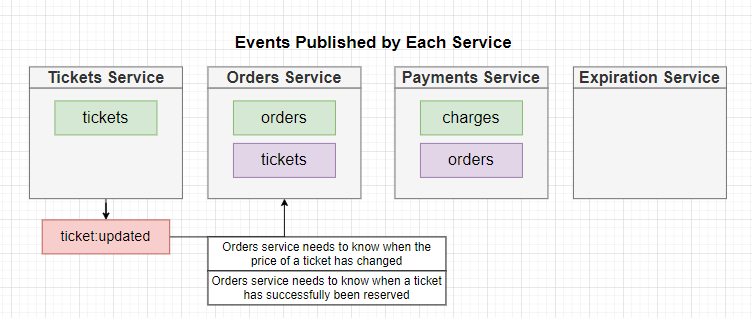 Events Published by Each Service
Tickets Service
Orders Service
Payments Service
Expiration Service
tickets
orders
charges
tickets
orders
ticket:updated
Orders service needs to know when the
price of a ticket has changed
Orders service needs to know when a ticket
has successfully been reserved